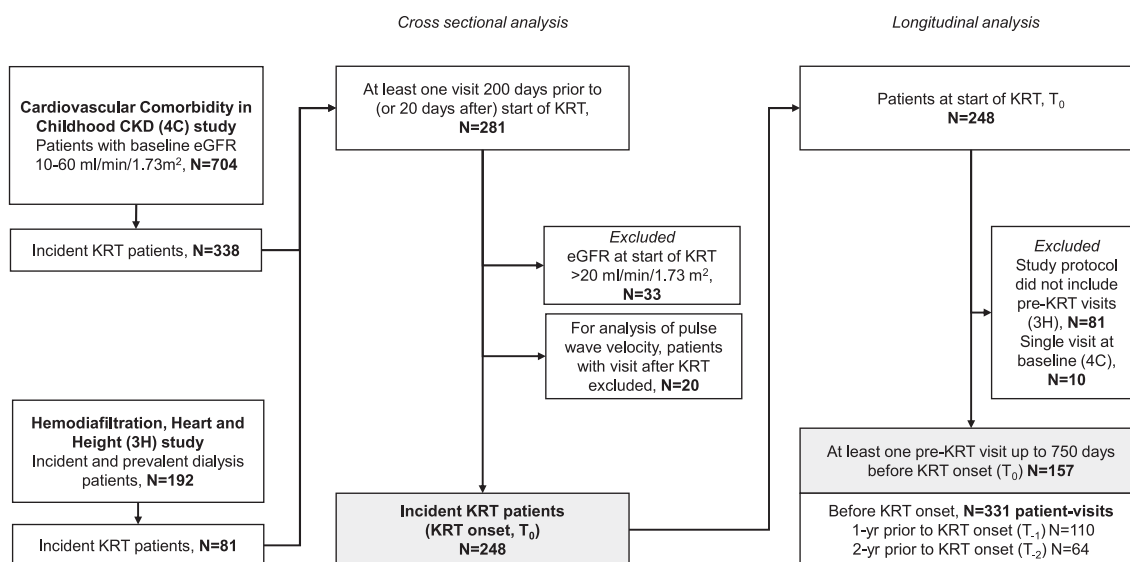 Cross sectional analysis
Longitudinal analysis
Cardiovascular Comorbidity in
Childhood CKD (4C) study
Patients with baseline eGFR
10-60 ml/min/1.73m², N=704
Incident KRT patients, N=338
Hemodiafiltration, Heart and
Height (3H) study
Incident and prevalent dialysis
patients, N=192
Incident KRT patients, N=81
At least one visit 200 days prior to
(or 20 days after) start of KRT,
N=281
Excluded
eGFR at start of KRT
>20 ml/min/1.73 m²,
N=33
For analysis of pulse
wave velocity, patients
with visit after KRT
excluded, N=20
Incident KRT patients
(KRT onset, T₀)
N=248
Patients at start of KRT, T₀
N=248
Excluded
Study protocol
did not include
pre-KRT visits
(3H), N=81
Single visit at
baseline (4C),
N=10
At least one pre-KRT visit up to 750 days
before KRT onset (T₀) N=157
Before KRT onset, N=331 patient-visits
1-yr prior to KRT onset (T₋₁) N=110
2-yr prior to KRT onset (T₋₂) N=64